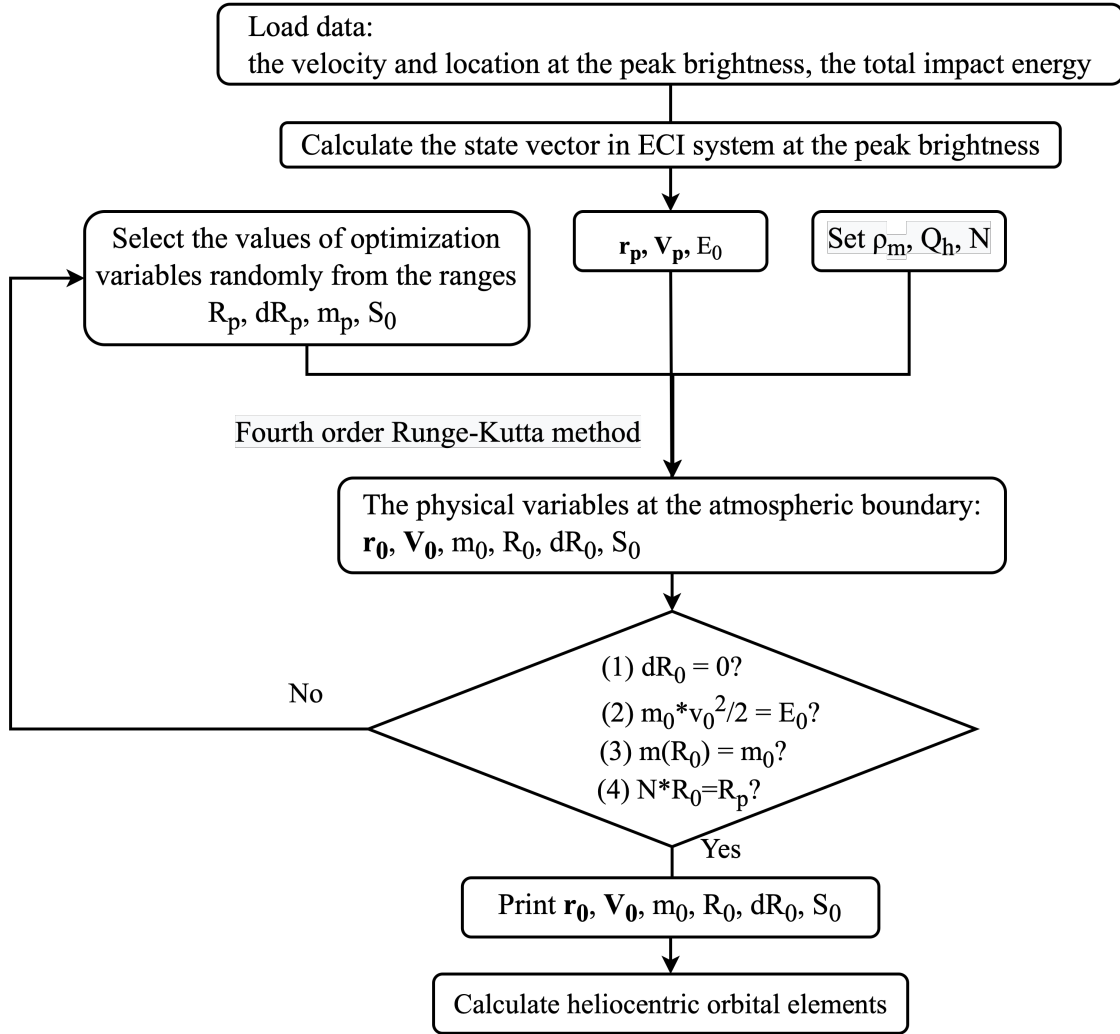 Load data:
the velocity and location at the peak brightness, the total impact energy
Calculate the state vector in ECI system at the peak brightness
Select the values of optimization
variables randomly from the ranges
Rp, dRp, mp, S0
rp, Vp, E0
Set ρm, Qh, N
Fourth order Runge-Kutta method
The physical variables at the atmospheric boundary:
r0, V0, m0, R0, dR0, S0
No
(1) dR0 = 0?
(2) m0*v0²/2 = E0?
(3) m(R0) = m0?
(4) N*R0=Rp?
Yes
Print r0, V0, m0, R0, dR0, S0
Calculate heliocentric orbital elements